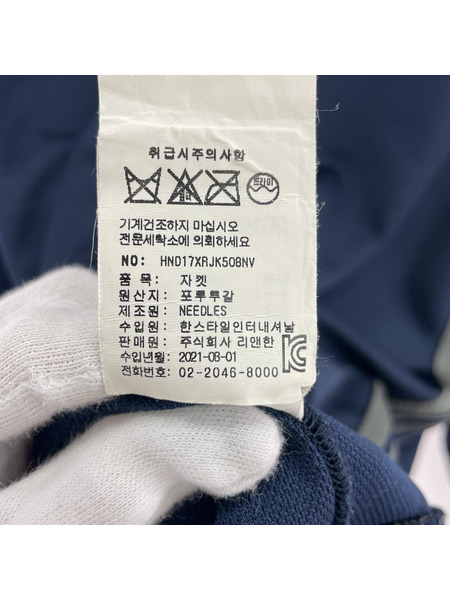 취급시주의사항
드라이
기계건조하지 마십시오
전문세탁소에 의뢰하세요
NO: HND17XRJK508NV
품 목: 자켓
원산지: 포루투갈
제조원: NEEDLES
수입원: 한스타일인터내셔날
판매원: 주식회사 리앤한
수입년월: 2021-08-01
전화번호: 02-2046-8000